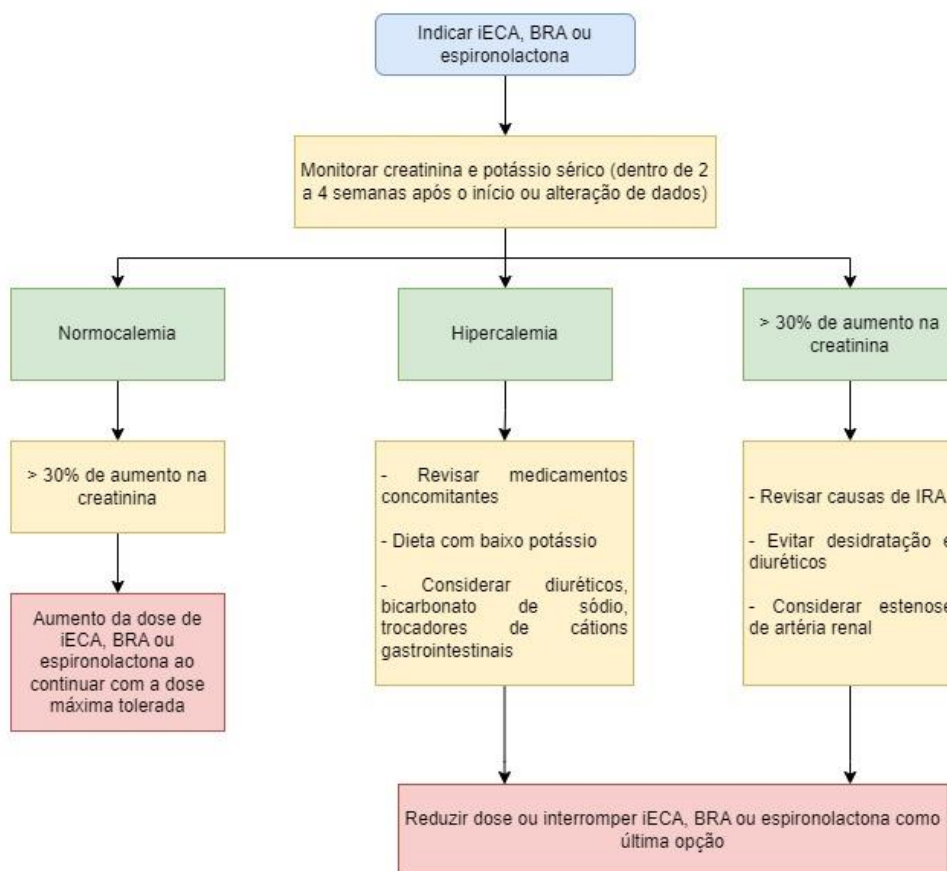 Indicar iECA, BRA ou
espironolactona
Monitorar creatinina e potássio sérico (dentro de 2
a 4 semanas após o início ou alteração de dados)
Normocalemia
Hipercalemia
> 30% de aumento na
creatinina
> 30% de aumento na
creatinina
Aumento da dose de
iECA, BRA ou
espironolactona ao
continuar com a dose
máxima tolerada
- Revisar medicamentos
concomitantes
- Dieta com baixo potássio
- Considerar diuréticos,
bicarbonato de sódio,
trocadores de cátions
gastrointestinais
- Revisar causas de IRA
- Evitar desidratação e
diuréticos
- Considerar estenose
de artéria renal
Reduzir dose ou interromper iECA, BRA ou espironolactona como
última opção